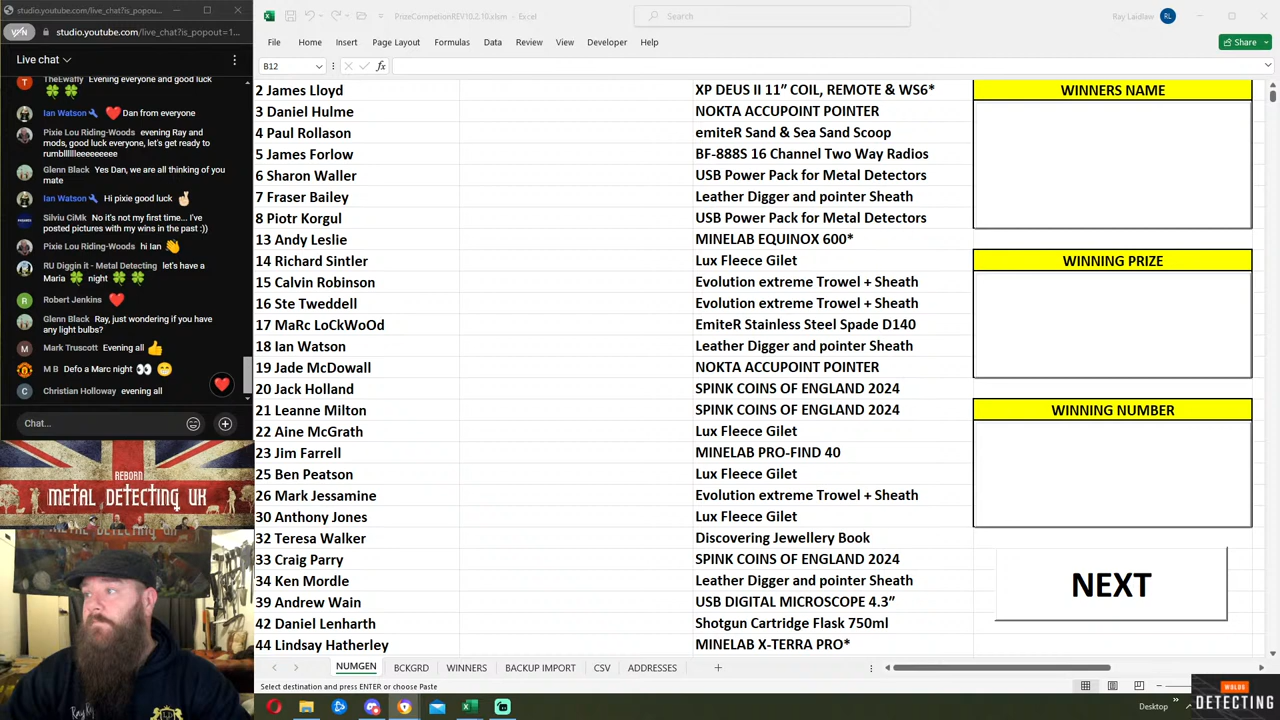 studio.youtube.com/live_chat?is_popou...
studio.youtube.com/live_chat?is_popout=1...
Live chat
TheEwaffy Evening everyone and good luck
Ian Watson Dan from everyone
Pixie Lou Riding-Woods evening Ray and
mods, good luck everyone, let's get ready to
rumbllllllleeeeeeeee
Glenn Black Yes Dan, we are all thinking of you
mate
Ian Watson Hi pixie good luck
Silviu CiMk No it's not my first time... I've
posted pictures with my wins in the past :))
Pixie Lou Riding-Woods hi Ian
RU Diggin it - Metal Detecting let's have a
Maria night
Robert Jenkins
Glenn Black Ray, just wondering if you have
any light bulbs?
Mark Truscott Evening all
M B Defo a Marc night
Christian Holloway evening all
Chat...
REBORN
METAL DETECTING UK
PrizeCompetionREV10.2.10.xlsm - Excel
Search
Ray Laidlaw RL
File Home Insert Page Layout Formulas Data Review View Developer Help
Share
B12
fx
2 James Lloyd XP DEUS II 11” COIL, REMOTE & WS6*
3 Daniel Hulme NOKTA ACCUPOINT POINTER
4 Paul Rollason emiteR Sand & Sea Sand Scoop
5 James Forlow BF-888S 16 Channel Two Way Radios
6 Sharon Waller USB Power Pack for Metal Detectors
7 Fraser Bailey Leather Digger and pointer Sheath
8 Piotr Korgul USB Power Pack for Metal Detectors
13 Andy Leslie MINELAB EQUINOX 600*
14 Richard Sintler Lux Fleece Gilet
15 Calvin Robinson Evolution extreme Trowel + Sheath
16 Ste Tweddell Evolution extreme Trowel + Sheath
17 MaRc LoCkWoOd EmiteR Stainless Steel Spade D140
18 Ian Watson Leather Digger and pointer Sheath
19 Jade McDowall NOKTA ACCUPOINT POINTER
20 Jack Holland SPINK COINS OF ENGLAND 2024
21 Leanne Milton SPINK COINS OF ENGLAND 2024
22 Aine McGrath Lux Fleece Gilet
23 Jim Farrell MINELAB PRO-FIND 40
25 Ben Peatson Lux Fleece Gilet
26 Mark Jessamine Evolution extreme Trowel + Sheath
30 Anthony Jones Lux Fleece Gilet
32 Teresa Walker Discovering Jewellery Book
33 Craig Parry SPINK COINS OF ENGLAND 2024
34 Ken Mordle Leather Digger and pointer Sheath
39 Andrew Wain USB DIGITAL MICROSCOPE 4.3”
42 Daniel Lenharth Shotgun Cartridge Flask 750ml
44 Lindsay Hatherley MINELAB X-TERRA PRO*
WINNERS NAME
WINNING PRIZE
WINNING NUMBER
NEXT
NUMGEN BCKGRD WINNERS BACKUP IMPORT CSV ADDRESSES
Select destination and press ENTER or choose Paste
Desktop
DETECTING